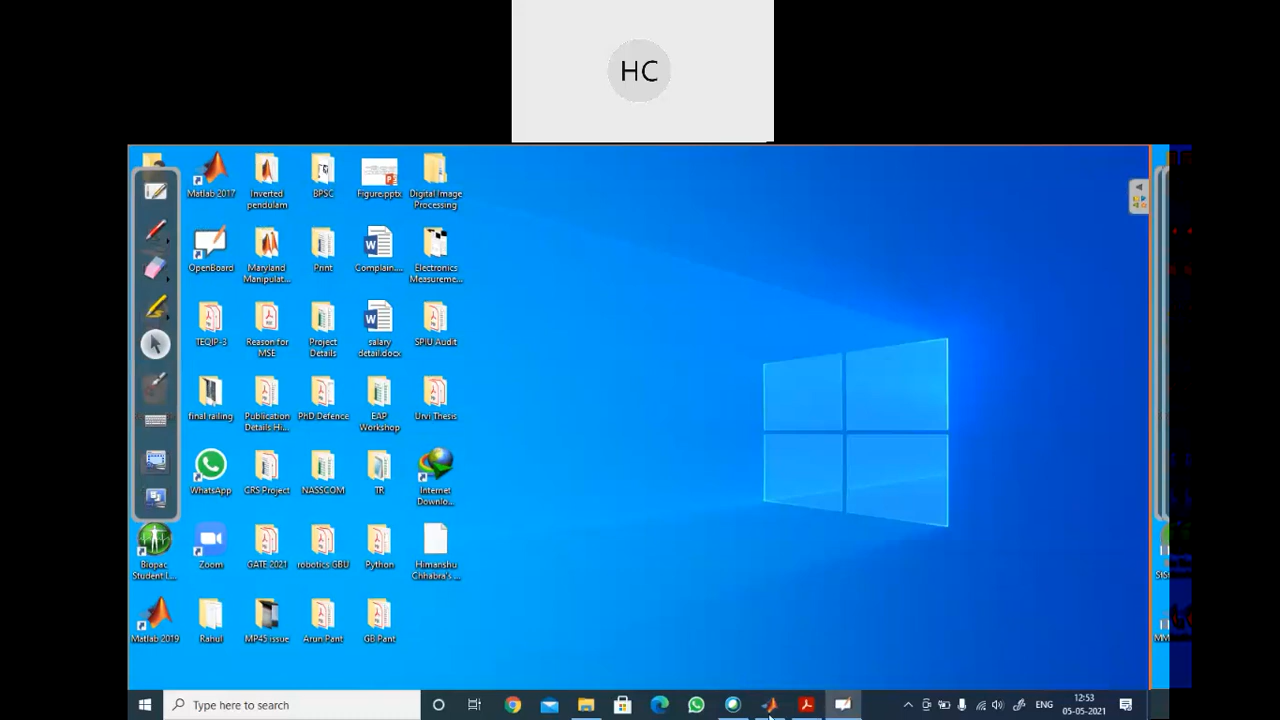 HC
Matlab 2017
Inverted
pendulam
BPSC
Figure.pptx
Digital Image
Processing
OpenBoard
Maryland
Manipulat...
Print
Complain....
Electronics
Measureme...
TEQIP-3
Reason for
MSE
Project
Details
salary
detail.docx
SPIU Audit
final railing
Publication
Details Hi...
PhD Defence
EAP
Workshop
Urvi Thesis
WhatsApp
CRS Project
NASSCOM
TR
Internet
Downlo...
Biopac
Student L...
Zoom
GATE 2021
robotics GBU
Python
Himanshu
Chhabra's ...
Matlab 2019
Rahul
MP45 issue
Arun Pant
GB Pant
Type here to search
ENG
12:53
05-05-2021